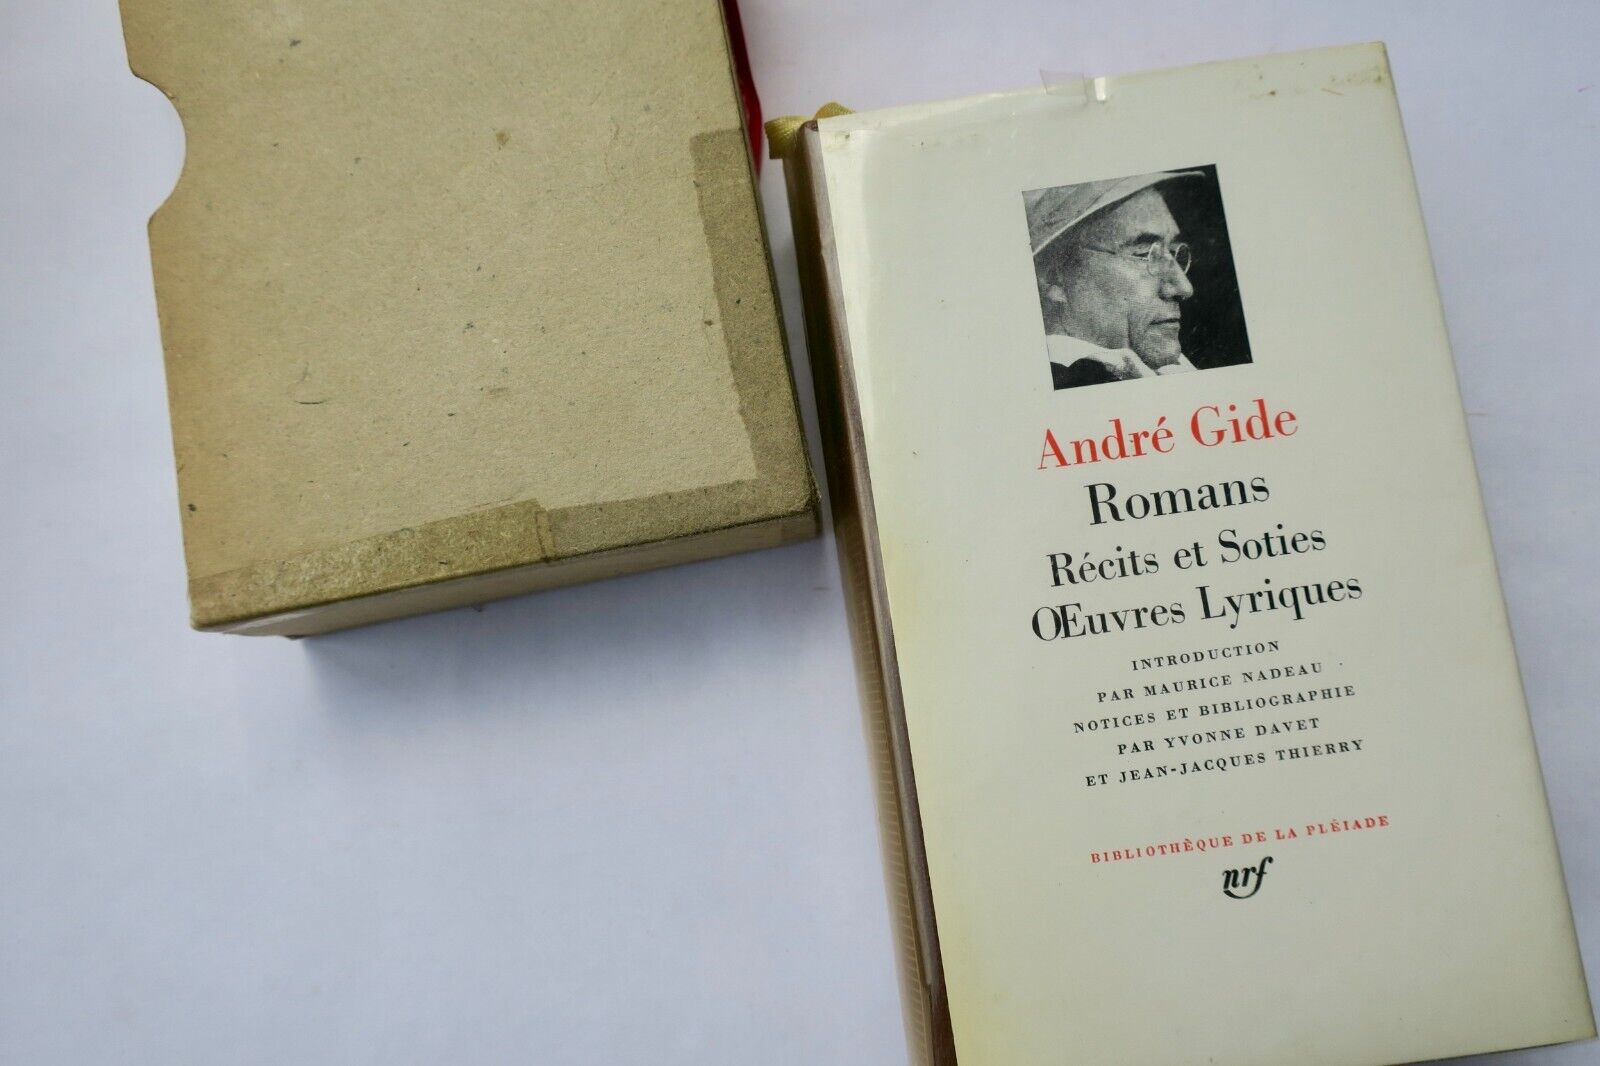 André Gide
Romans
Récits et Soties
Œuvres Lyriques
INTRODUCTION
PAR MAURICE NADEAU
NOTICES ET BIBLIOGRAPHIE
PAR YVONNE DAVET
ET JEAN-JACQUES THIERRY
BIBLIOTHÈQUE DE LA PLÉIADE
nrf